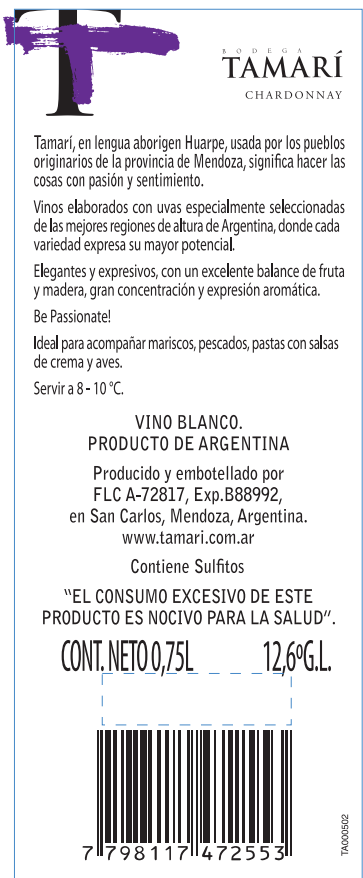 T
BODEGA
TAMARÍ
CHARDONNAY
Tamarí, en lengua aborigen Huarpe, usada por los pueblos
originarios de la provincia de Mendoza, significa hacer las
cosas con pasión y sentimiento.
Vinos elaborados con uvas especialmente seleccionadas
de las mejores regiones de altura de Argentina, donde cada
variedad expresa su mayor potencial.
Elegantes y expresivos, con un excelente balance de fruta
y madera, gran concentración y expresión aromática.
Be Passionate!
Ideal para acompañar mariscos, pescados, pastas con salsas
de crema y aves.
Servir a 8 - 10 °C.
VINO BLANCO.
PRODUCTO DE ARGENTINA
Producido y embotellado por
FLC A-72817, Exp.B88992,
en San Carlos, Mendoza, Argentina.
www.tamari.com.ar
Contiene Sulfitos
“EL CONSUMO EXCESIVO DE ESTE
PRODUCTO ES NOCIVO PARA LA SALUD”.
CONT. NETO 0,75L 12,6ºG.L.
7 798117 472553
TA000502